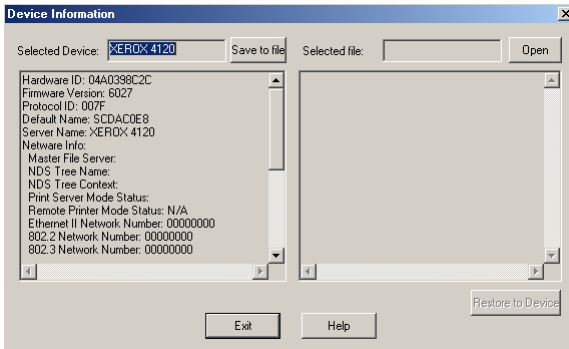 Device Information
Selected Device: XEROX 4120 Save to file Selected file: Open
Hardware ID: 04A0398C2C
Firmware Version: 6027
Protocol ID: 007F
Default Name: SCDAC0E8
Server Name: XEROX 4120
Netware Info:
Master File Server:
NDS Tree Name:
NDS Tree Context:
Print Server Mode Status:
Remote Printer Mode Status: N/A
Ethernet II Network Number: 00000000
802.2 Network Number: 00000000
802.3 Network Number: 00000000
Restore to Device
Exit Help